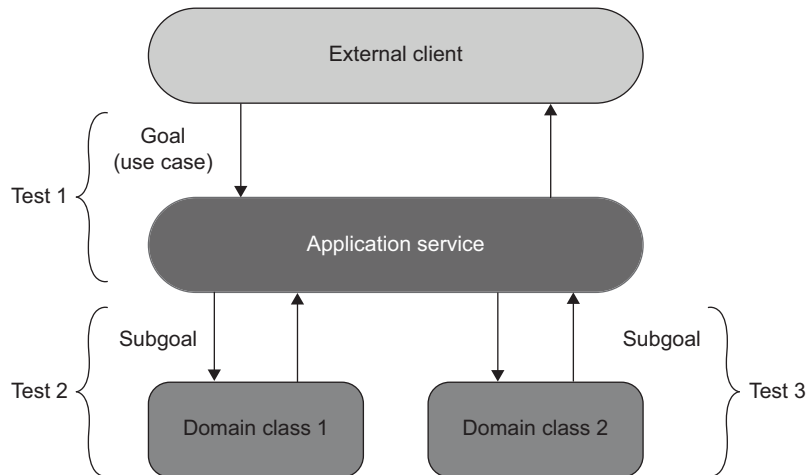 External client
Goal
(use case)
Test 1
Application service
Subgoal
Subgoal
Test 2
Test 3
Domain class 1
Domain class 2